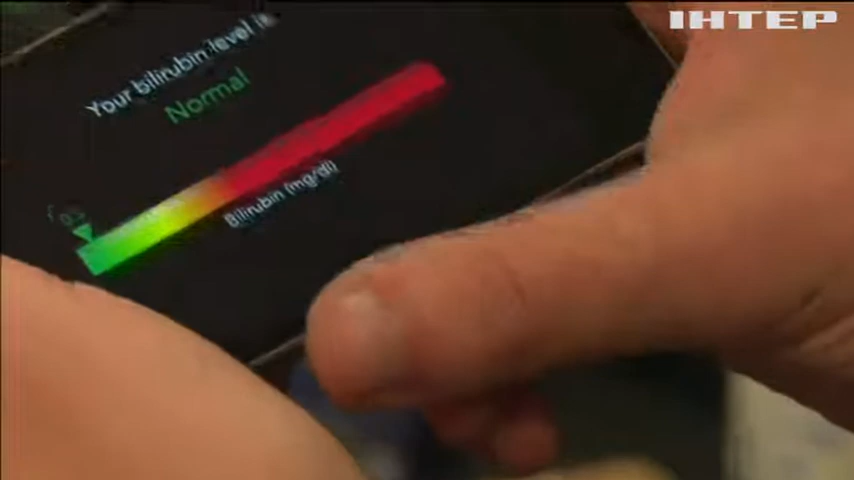 ІНТЕР
Your bilirubin level is
Normal
Bilirubin (mg/dl)